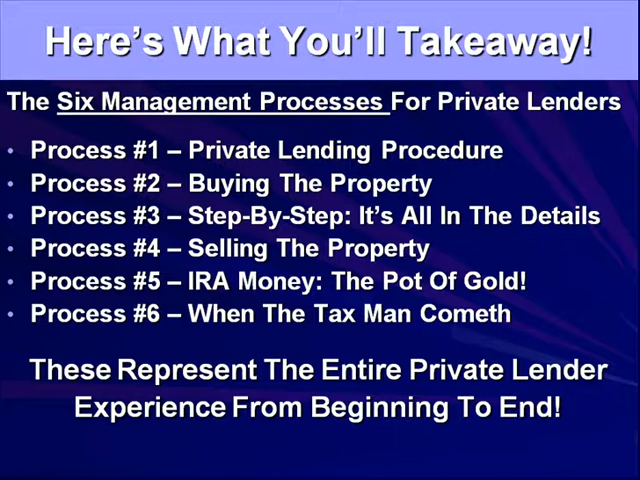 Here's What You'll Takeaway!
The Six Management Processes For Private Lenders
• Process #1 – Private Lending Procedure
• Process #2 – Buying The Property
• Process #3 – Step-By-Step: It's All In The Details
• Process #4 – Selling The Property
• Process #5 – IRA Money: The Pot Of Gold!
• Process #6 – When The Tax Man Cometh
These Represent The Entire Private Lender
Experience From Beginning To End!